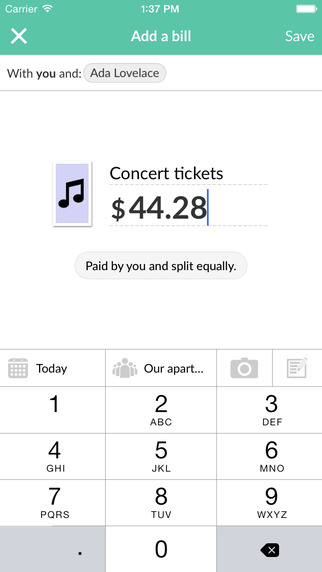 Carrier 1:37 PM
Add a bill Save
With you and: Ada Lovelace
Concert tickets
$44.28
Paid by you and split equally.
Today Our apart...
1 2 3
ABC DEF
4 5 6
GHI JKL MNO
7 8 9
PQRS TUV WXYZ
. 0